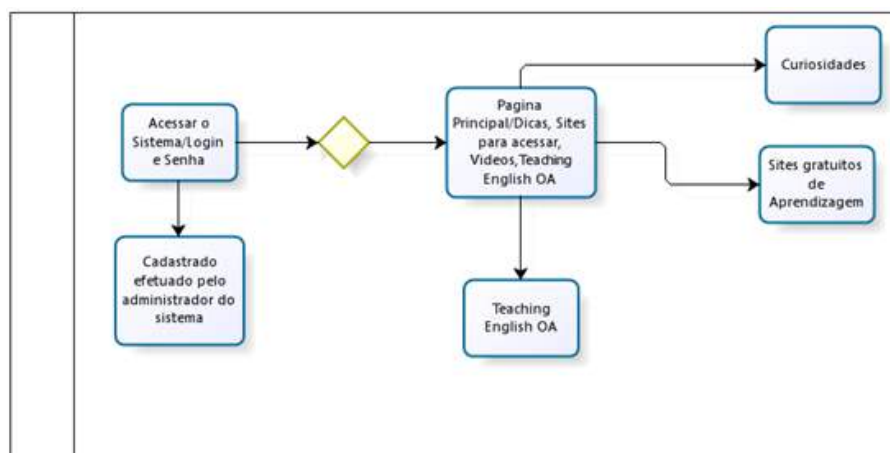 Curiosidades
Acessar o
Sistema/Login
e Senha
Pagina
Principal/Dicas, Sites
para acessar,
Videos,Teaching
English OA
Sites gratuitos
de
Aprendizagem
Cadastrado
efetuado pelo
administrador do
sistema
Teaching
English OA